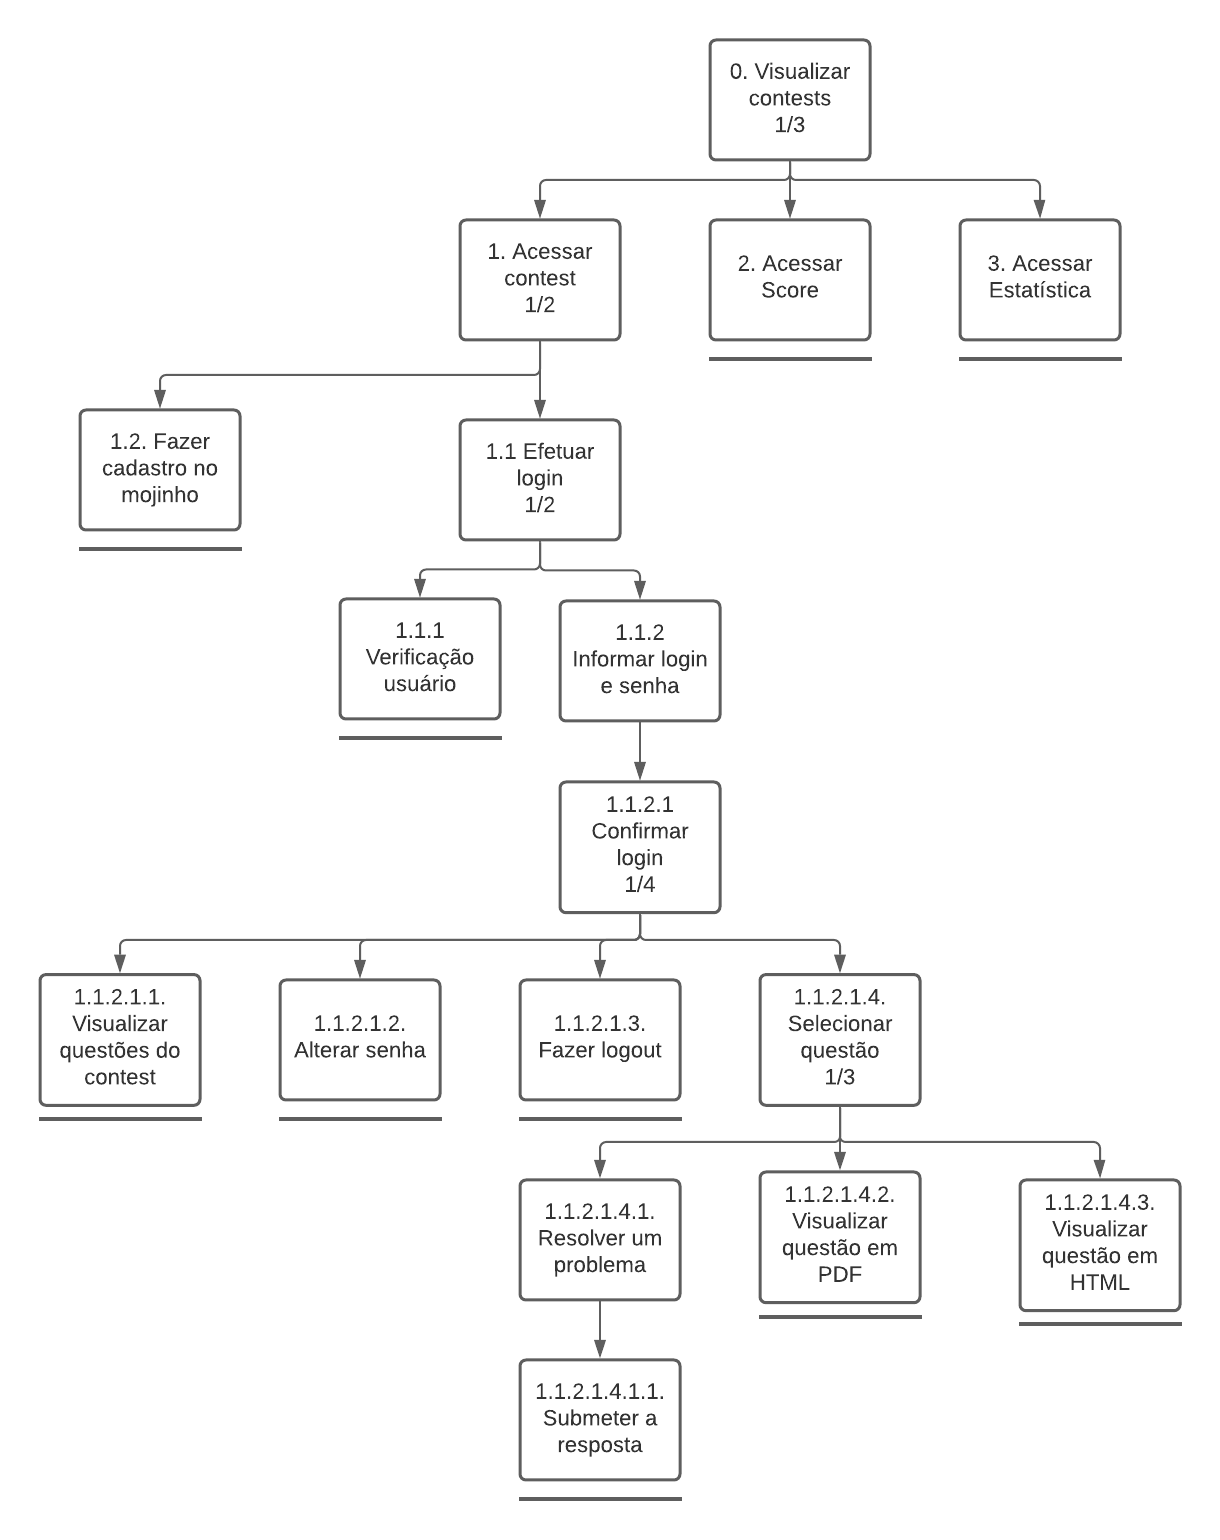 0. Visualizar
contests
1/3
1. Acessar
contest
1/2
2. Acessar
Score
3. Acessar
Estatística
1.2. Fazer
cadastro no
mojinho
1.1 Efetuar
login
1/2
1.1.1
Verificação
usuário
1.1.2
Informar login
e senha
1.1.2.1
Confirmar
login
1/4
1.1.2.1.1.
Visualizar
questões do
contest
1.1.2.1.2.
Alterar senha
1.1.2.1.3.
Fazer logout
1.1.2.1.4.
Selecionar
questão
1/3
1.1.2.1.4.1.
Resolver um
problema
1.1.2.1.4.2.
Visualizar
questão em
PDF
1.1.2.1.4.3.
Visualizar
questão em
HTML
1.1.2.1.4.1.1.
Submeter a
resposta